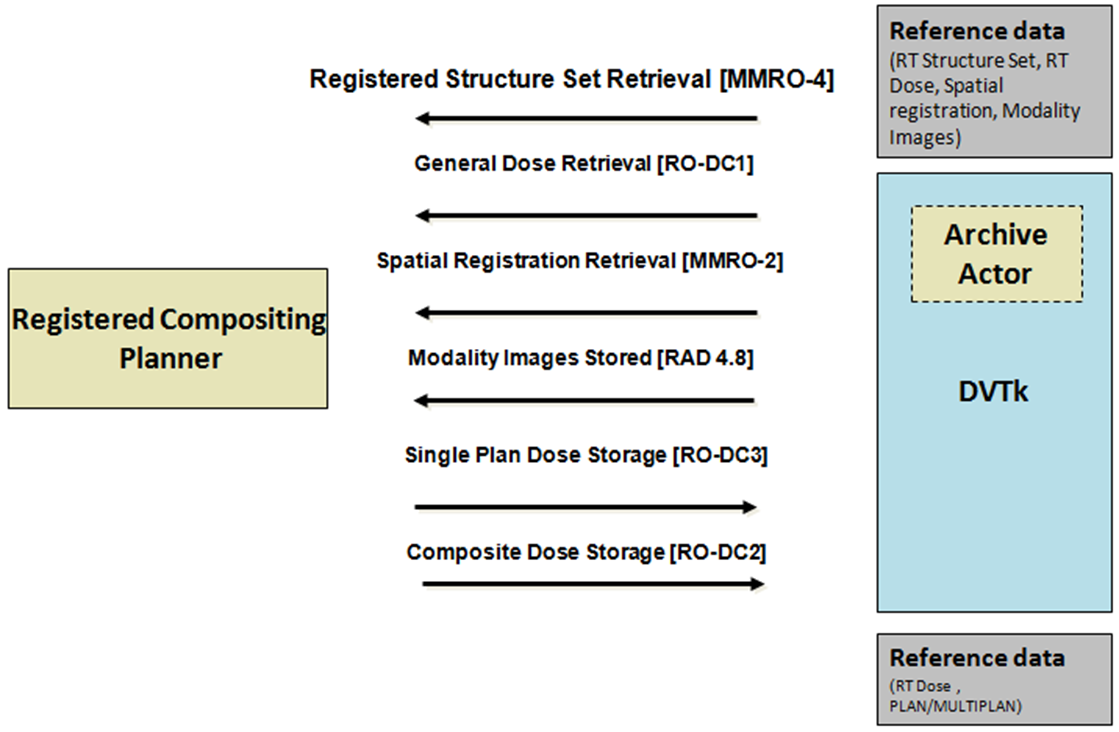 Reference data
(RT Structure Set, RT
Dose, Spatial
registration, Modality
Images)
Registered Structure Set Retrieval [MMRO-4]
General Dose Retrieval [RO-DC1]
Archive
Actor
Spatial Registration Retrieval [MMRO-2]
Registered Compositing
Planner
Modality Images Stored [RAD 4.8]
DVTk
Single Plan Dose Storage [RO-DC3]
Composite Dose Storage [RO-DC2]
Reference data
(RT Dose ,
PLAN/MULTIPLAN)